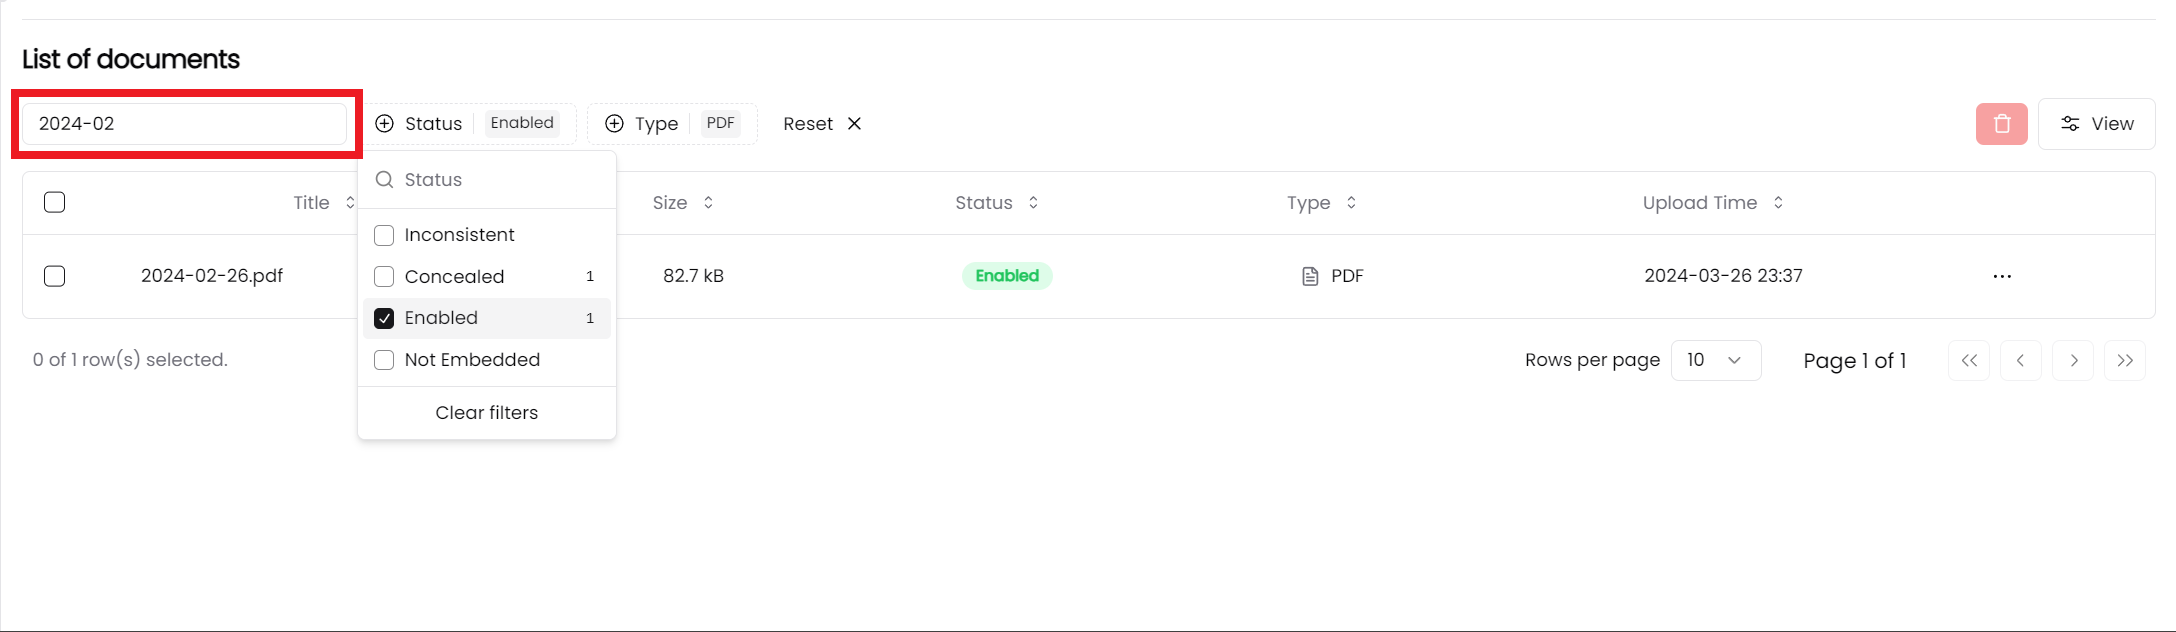 List of documents
2024-02
Status Enabled Type PDF Reset View
Status
Title Size Status Type Upload Time
Inconsistent
Concealed 1
2024-02-26.pdf 82.7 kB Enabled PDF 2024-03-26 23:37
Enabled 1
Not Embedded
0 of 1 row(s) selected. Rows per page 10 Page 1 of 1
Clear filters